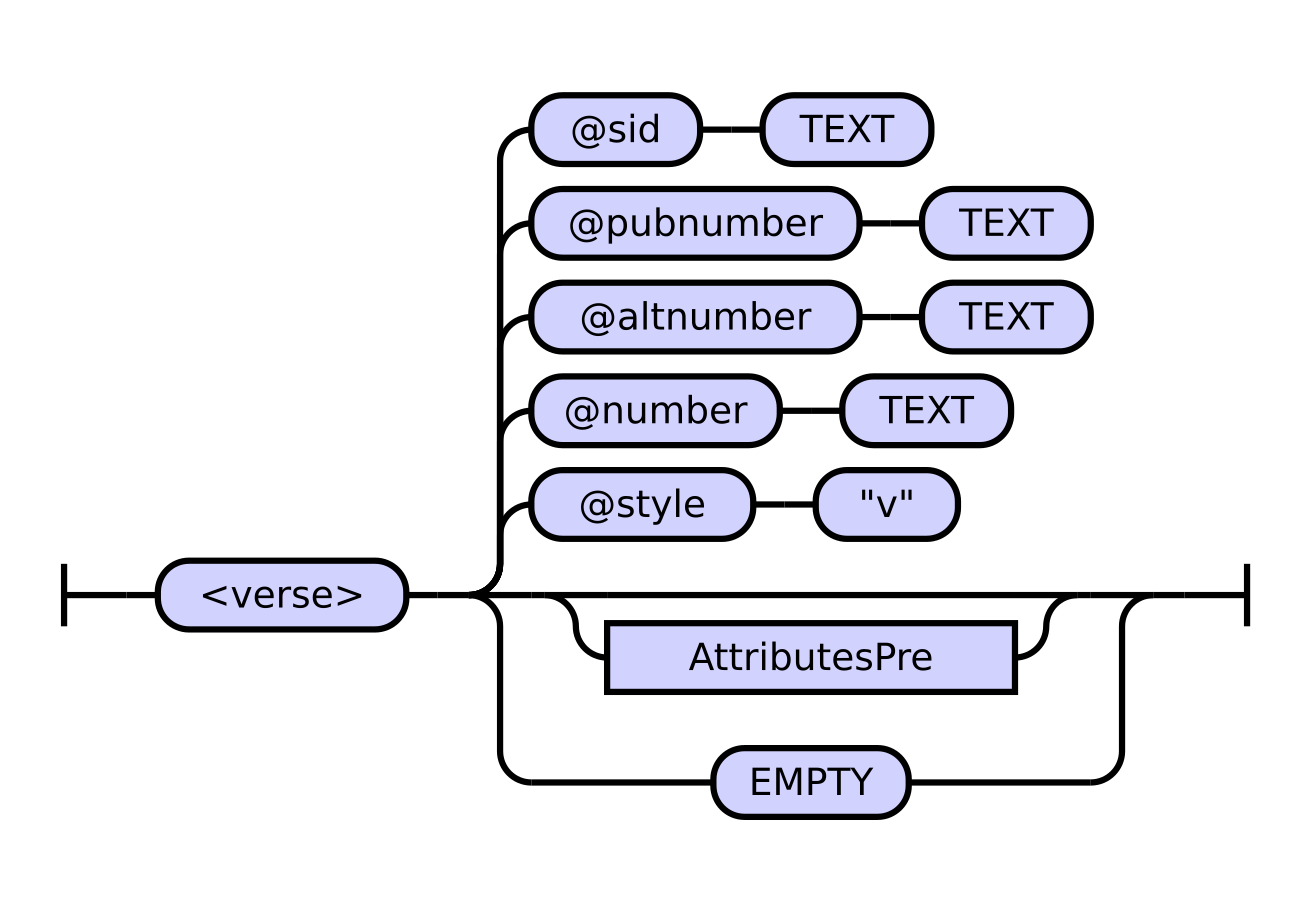 @sid TEXT
@pubnumber TEXT
@altnumber TEXT
@number TEXT
@style "v"
<verse>
AttributesPre
EMPTY